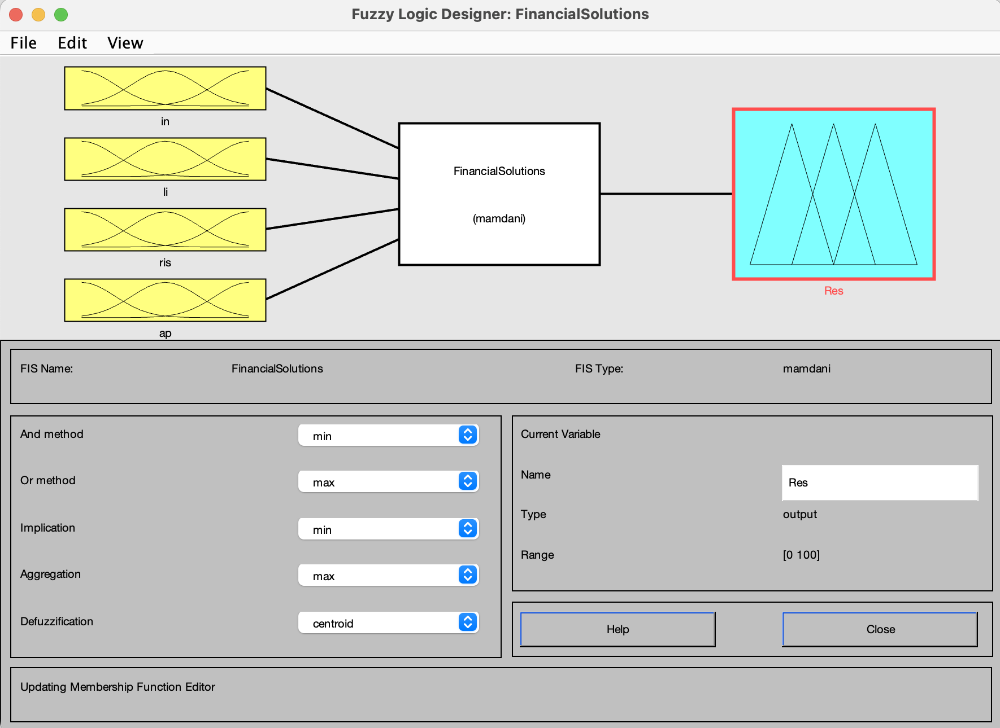 Fuzzy Logic Designer: FinancialSolutions
File Edit View
in
li
ris
ap
FinancialSolutions
(mamdani)
Res
FIS Name: FinancialSolutions FIS Type: mamdani
And method min
Or method max
Implication min
Aggregation max
Defuzzification centroid
Current Variable
Name Res
Type output
Range [0 100]
Help Close
Updating Membership Function Editor